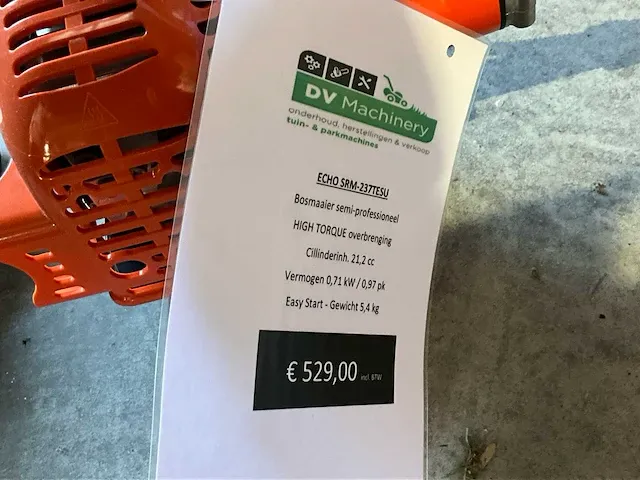 DV Machinery
onderhoud, herstellingen & verkoop
tuin- & parkmachines
ECHO SRM-237TESU
Bosmaaier semi-professioneel
HIGH TORQUE overbrenging
Cillinderinh. 21,2 cc
Vermogen 0,71 kW / 0,97 pk
Easy Start - Gewicht 5,4 kg
€ 529,00 incl. BTW